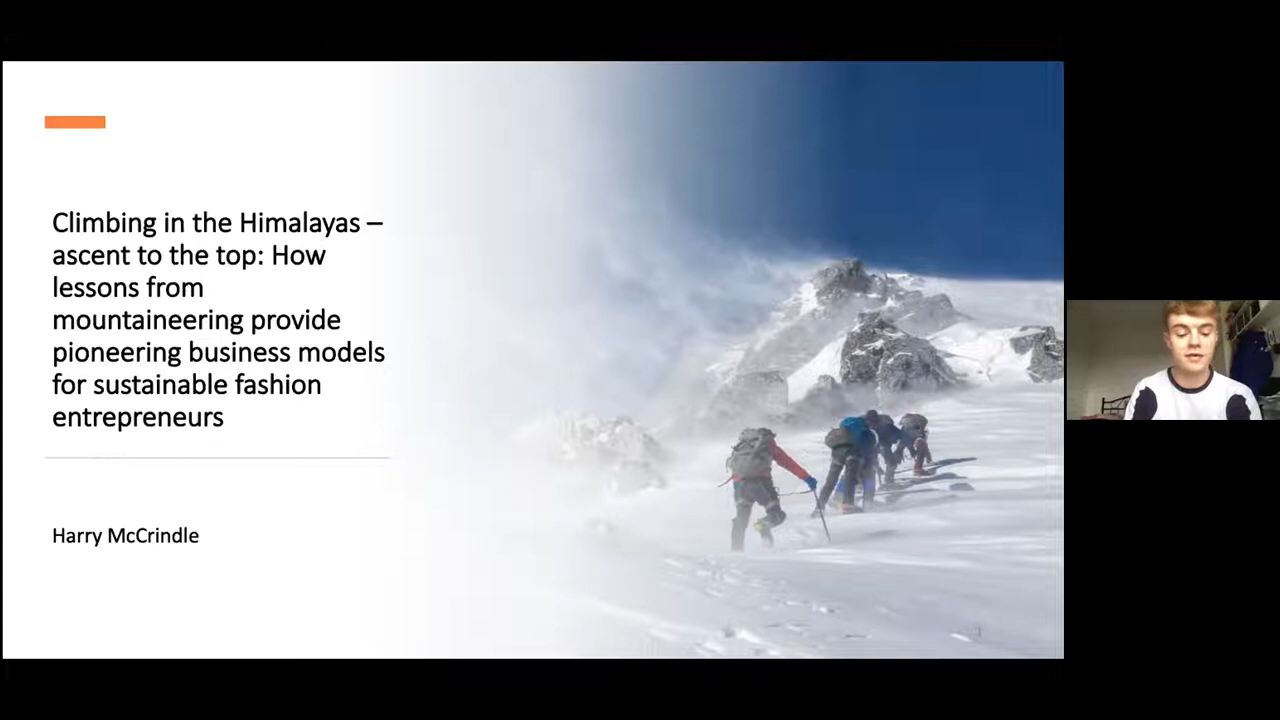 Climbing in the Himalayas –
ascent to the top: How
lessons from
mountaineering provide
pioneering business models
for sustainable fashion
entrepreneurs
Harry McCrindle